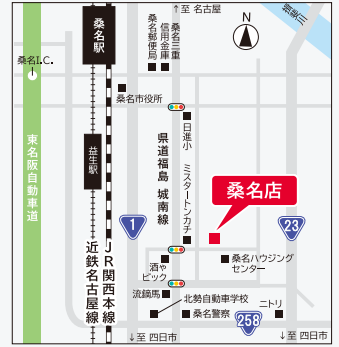 ↑至 名古屋
桑名駅
桑名郵便局
信用金庫
桑名三重
N
揖斐川
桑名I.C.
桑名市役所
日進小
東名阪自動車道
益生駅
県道福島 城南線
ミスタートンカチ
桑名店
1
23
近鉄名古屋線
JR関西本線
酒や
ビック
桑名ハウジング
センター
流鏑馬
北勢自動車学校
ニトリ
桑名警察
258
↓至 四日市
↓至 四日市